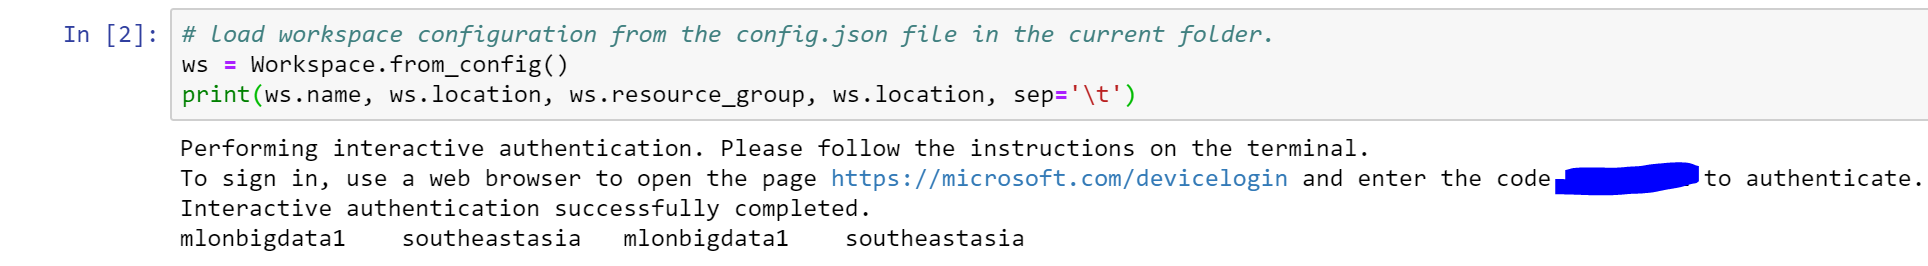 In [2]: # load workspace configuration from the config.json file in the current folder.
ws = Workspace.from_config()
print(ws.name, ws.location, ws.resource_group, ws.location, sep='\t')
Performing interactive authentication. Please follow the instructions on the terminal.
To sign in, use a web browser to open the page https://microsoft.com/devicelogin and enter the code to authenticate.
Interactive authentication successfully completed.
mlonbigdata1 southeastasia mlonbigdata1 southeastasia